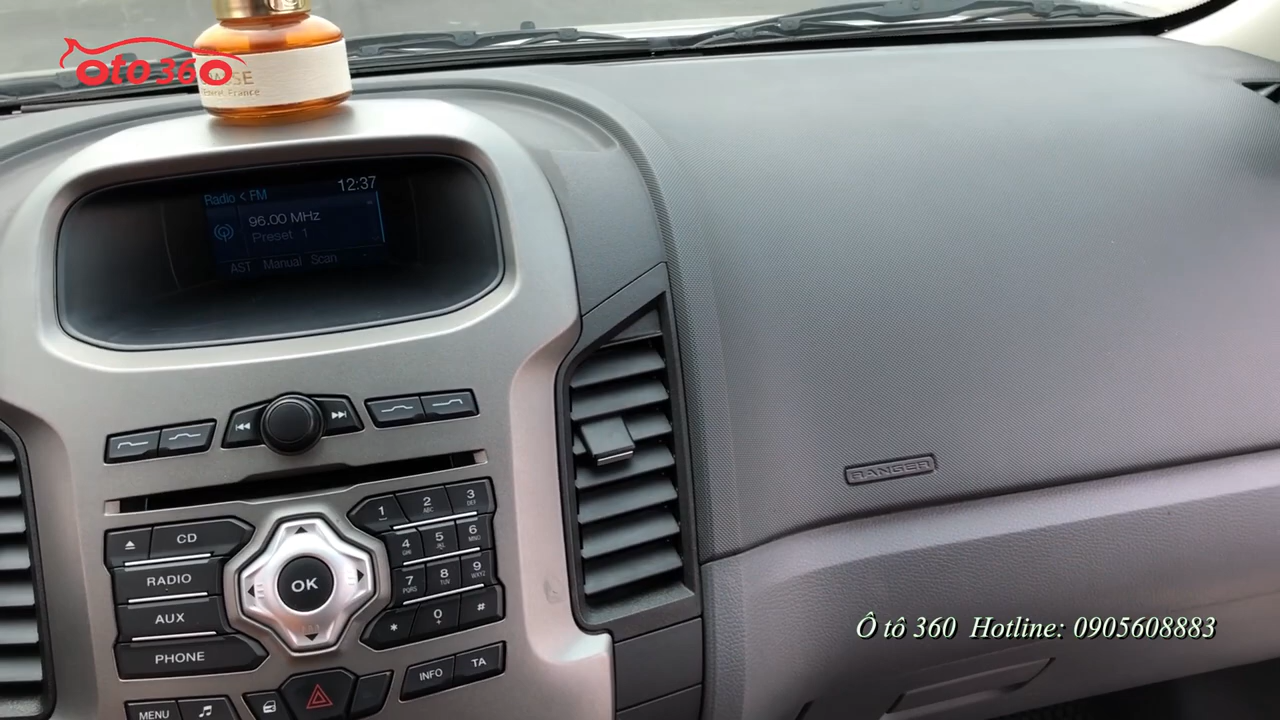 oto360
France
Radio < FM
12:37
96.00 MHz
Preset 1
AST Manual Scan
RANGER
CD
RADIO
AUX
PHONE
OK
1
2 ABC
3 DEF
4 GHI
5 JKL
6 MNO
7 PQRS
8 TUV
9 WXYZ
*
0 +
#
INFO
TA
MENU
Ô tô 360 Hotline: 0905608883